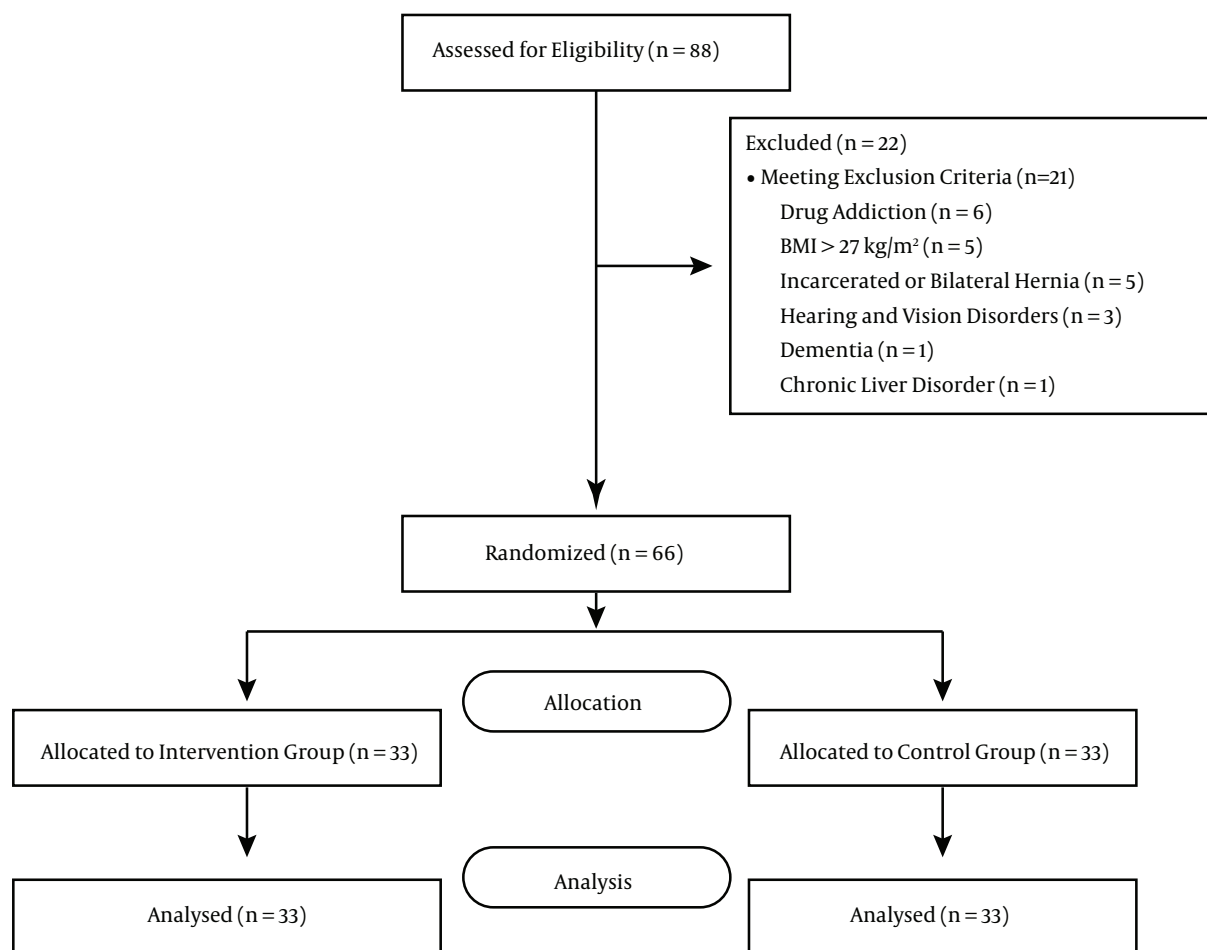 Assessed for Eligibility (n = 88)
Excluded (n = 22)
• Meeting Exclusion Criteria (n=21)
Drug Addiction (n = 6)
BMI > 27 kg/m² (n = 5)
Incarcerated or Bilateral Hernia (n = 5)
Hearing and Vision Disorders (n = 3)
Dementia (n = 1)
Chronic Liver Disorder (n = 1)
Randomized (n = 66)
Allocation
Allocated to Intervention Group (n = 33)
Allocated to Control Group (n = 33)
Analysis
Analysed (n = 33)
Analysed (n = 33)